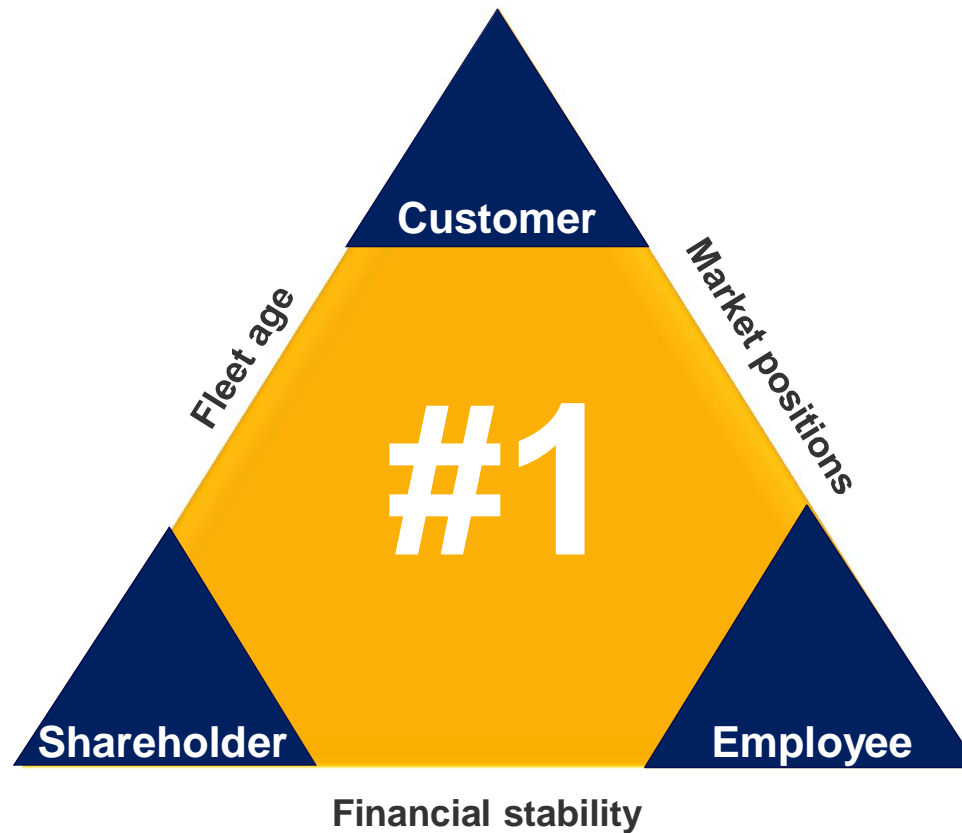 Customer
Fleet age
Market positions
#1
Shareholder
Employee
Financial stability